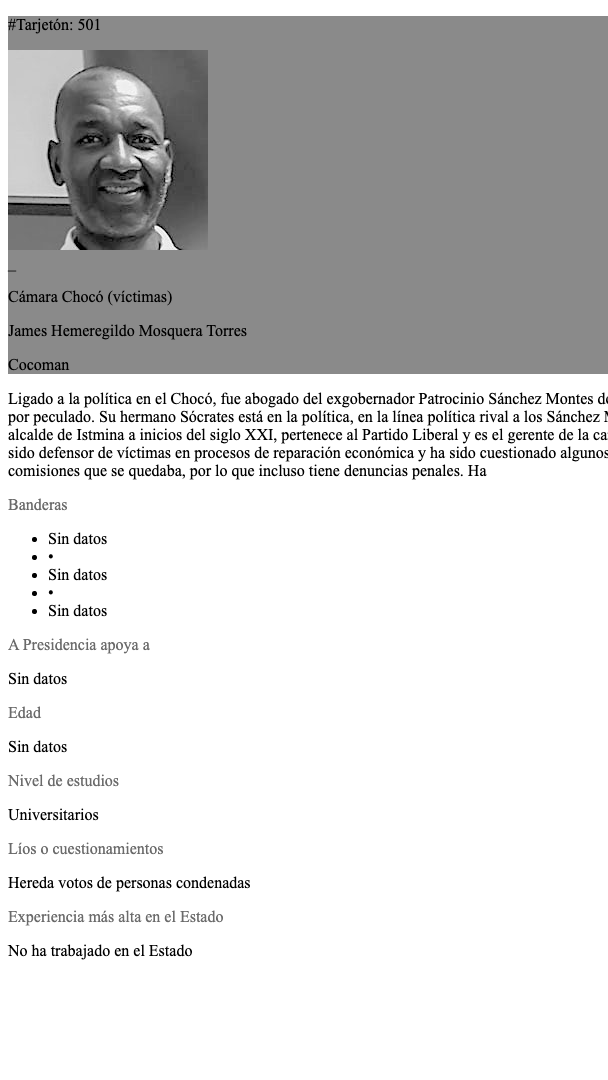 #Tarjetón: 501
_
Cámara Chocó (víctimas)
James Hemeregildo Mosquera Torres
Cocoman
Ligado a la política en el Chocó, fue abogado del exgobernador Patrocinio Sánchez Montes
por peculado. Su hermano Sócrates está en la política, en la línea política rival a los Sánchez
alcalde de Istmina a inicios del siglo XXI, pertenece al Partido Liberal y es el gerente de la
sido defensor de víctimas en procesos de reparación económica y ha sido cuestionado algunos
comisiones que se quedaba, por lo que incluso tiene denuncias penales. Ha
Banderas
• Sin datos
• •
• Sin datos
• •
• Sin datos
A Presidencia apoya a
Sin datos
Edad
Sin datos
Nivel de estudios
Universitarios
Líos o cuestionamientos
Hereda votos de personas condenadas
Experiencia más alta en el Estado
No ha trabajado en el Estado